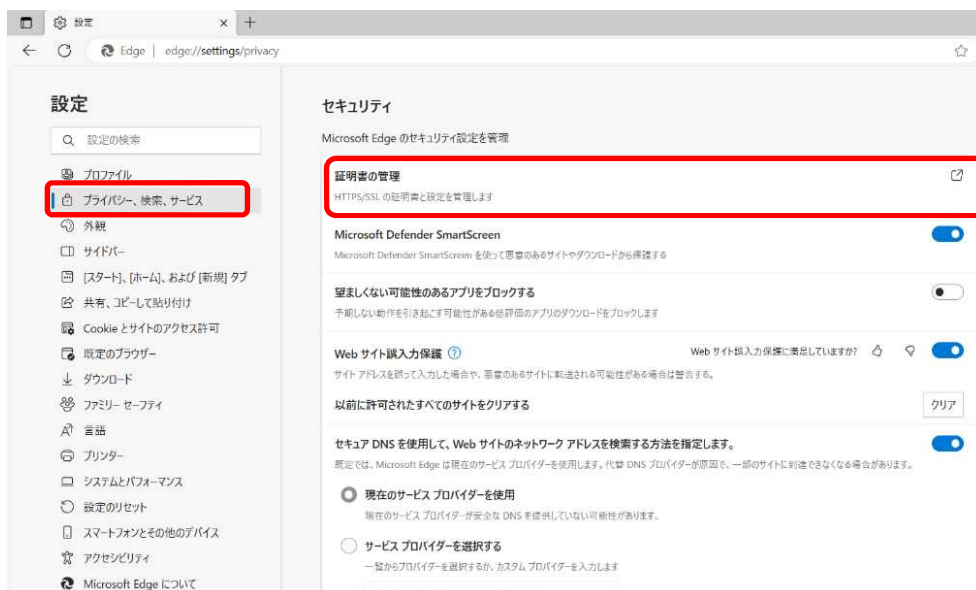 設定
Edge | edge://settings/privacy
設定
設定の検索
プロファイル
プライバシー、検索、サービス
外観
サイドバー
[スタート]、[ホーム]、および [新規] タブ
共有、コピーして貼り付け
Cookie とサイトのアクセス許可
既定のブラウザー
ダウンロード
ファミリー セーフティ
言語
プリンター
システムとパフォーマンス
設定のリセット
スマートフォンとその他のデバイス
アクセシビリティ
Microsoft Edge について
セキュリティ
Microsoft Edge のセキュリティ設定を管理
証明書の管理
HTTPS/SSL の証明書と設定を管理します
Microsoft Defender SmartScreen
Microsoft Defender SmartScreen を使って悪意のあるサイトやダウンロードから保護する
望ましくない可能性のあるアプリをブロックする
予期しない動作を引き起こす可能性がある低評価のアプリのダウンロードをブロックします
Web サイト誤入力保護
Web サイト誤入力保護に満足していますか?
サイト アドレスを誤って入力した場合や、悪意のあるサイトに転送される可能性がある場合は警告する。
以前に許可されたすべてのサイトをクリアする
クリア
セキュア DNS を使用して、Web サイトのネットワーク アドレスを検索する方法を指定します。
既定では、Microsoft Edge は現在のサービス プロバイダーを使用します。代替 DNS プロバイダーが原因で、一部のサイトに到達できなくなる場合があります。
現在のサービス プロバイダーを使用
現在のサービス プロバイダーが安全な DNS を提供していない可能性があります。
サービス プロバイダーを選択する
一覧からプロバイダーを選択するか、カスタム プロバイダーを入力します